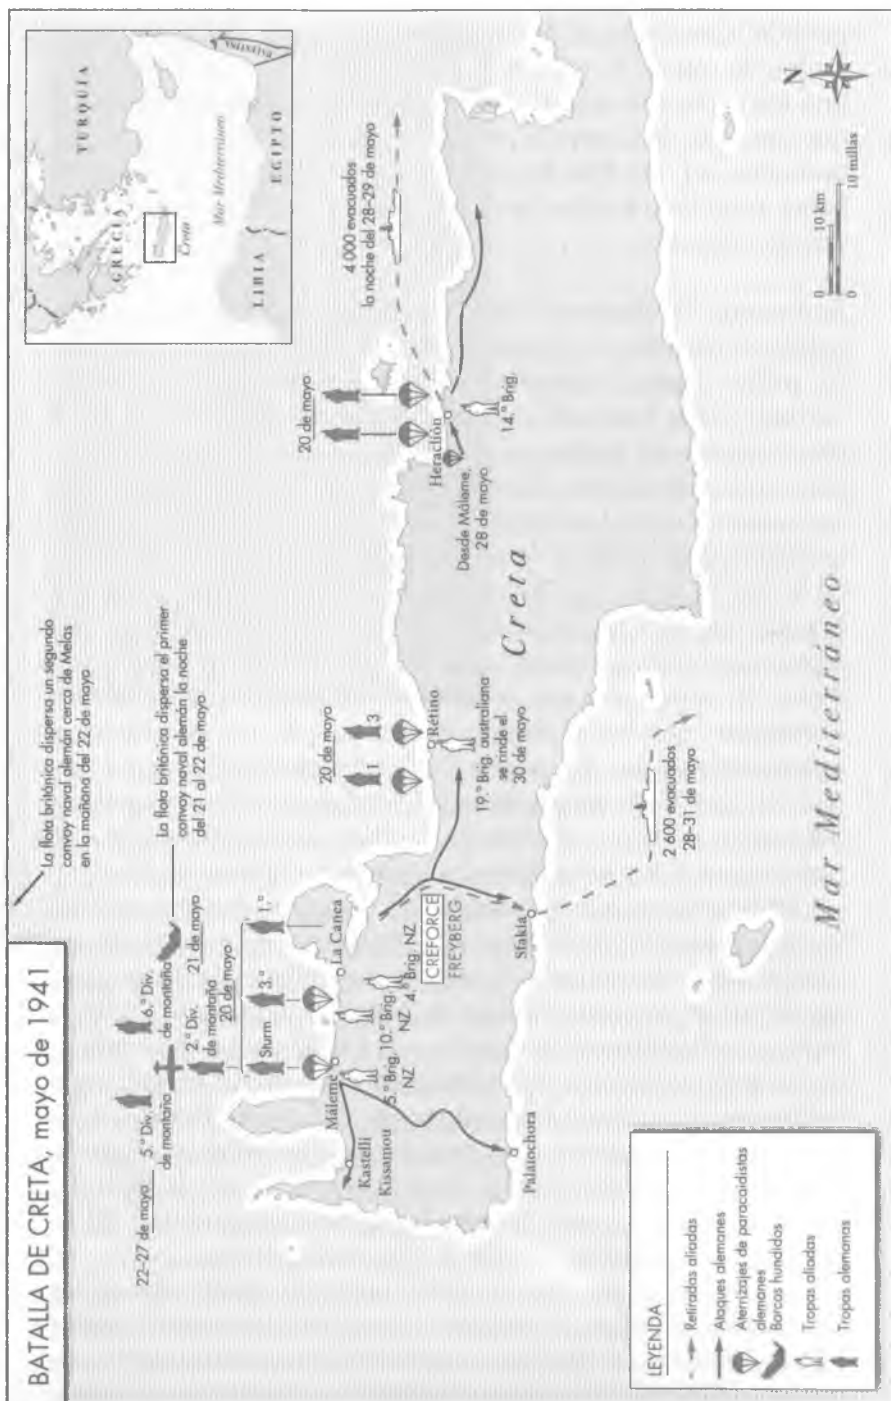 BATALLA DE CRETA, mayo de 1941
La flota británica dispersa un segundo
convoy naval alemán cerca de Melas
en la mañana del 22 de mayo
La flota británica dispersa el primer
convoy naval alemán la noche
del 21 al 22 de mayo
22–27 de mayo
5.º Div.
de montaña
6.º Div.
de montaña
21 de mayo
2.º Div.
de montaña
20 de mayo
Sturm
3.º
1.º
Máleme
La Canea
Kastelli
Kissamou
5.º Brig.
NZ
10.º Brig.
NZ
4.º Brig. NZ
CREFORCE
FREYBERG
Palaiochora
Sfakia
2 600 evacuados
28–31 de mayo
20 de mayo
1
3
Rétino
19.º Brig. australiana
se rinde el
30 de mayo
Creta
20 de mayo
Heraclión
Desde Máleme,
28 de mayo
14.º Brig.
4 000 evacuados
la noche del 28–29 de mayo
Mar Mediterráneo
TURQUÍA
GRECIA
Creta
Mar Mediterráneo
LIBIA
EGIPTO
PALESTINA
N
0 10 km
0 10 millas
LEYENDA
Retiradas aliadas
Ataques alemanes
Aterrizajes de paracaidistas
alemanes
Barcos hundidos
Tropas aliadas
Tropas alemanas